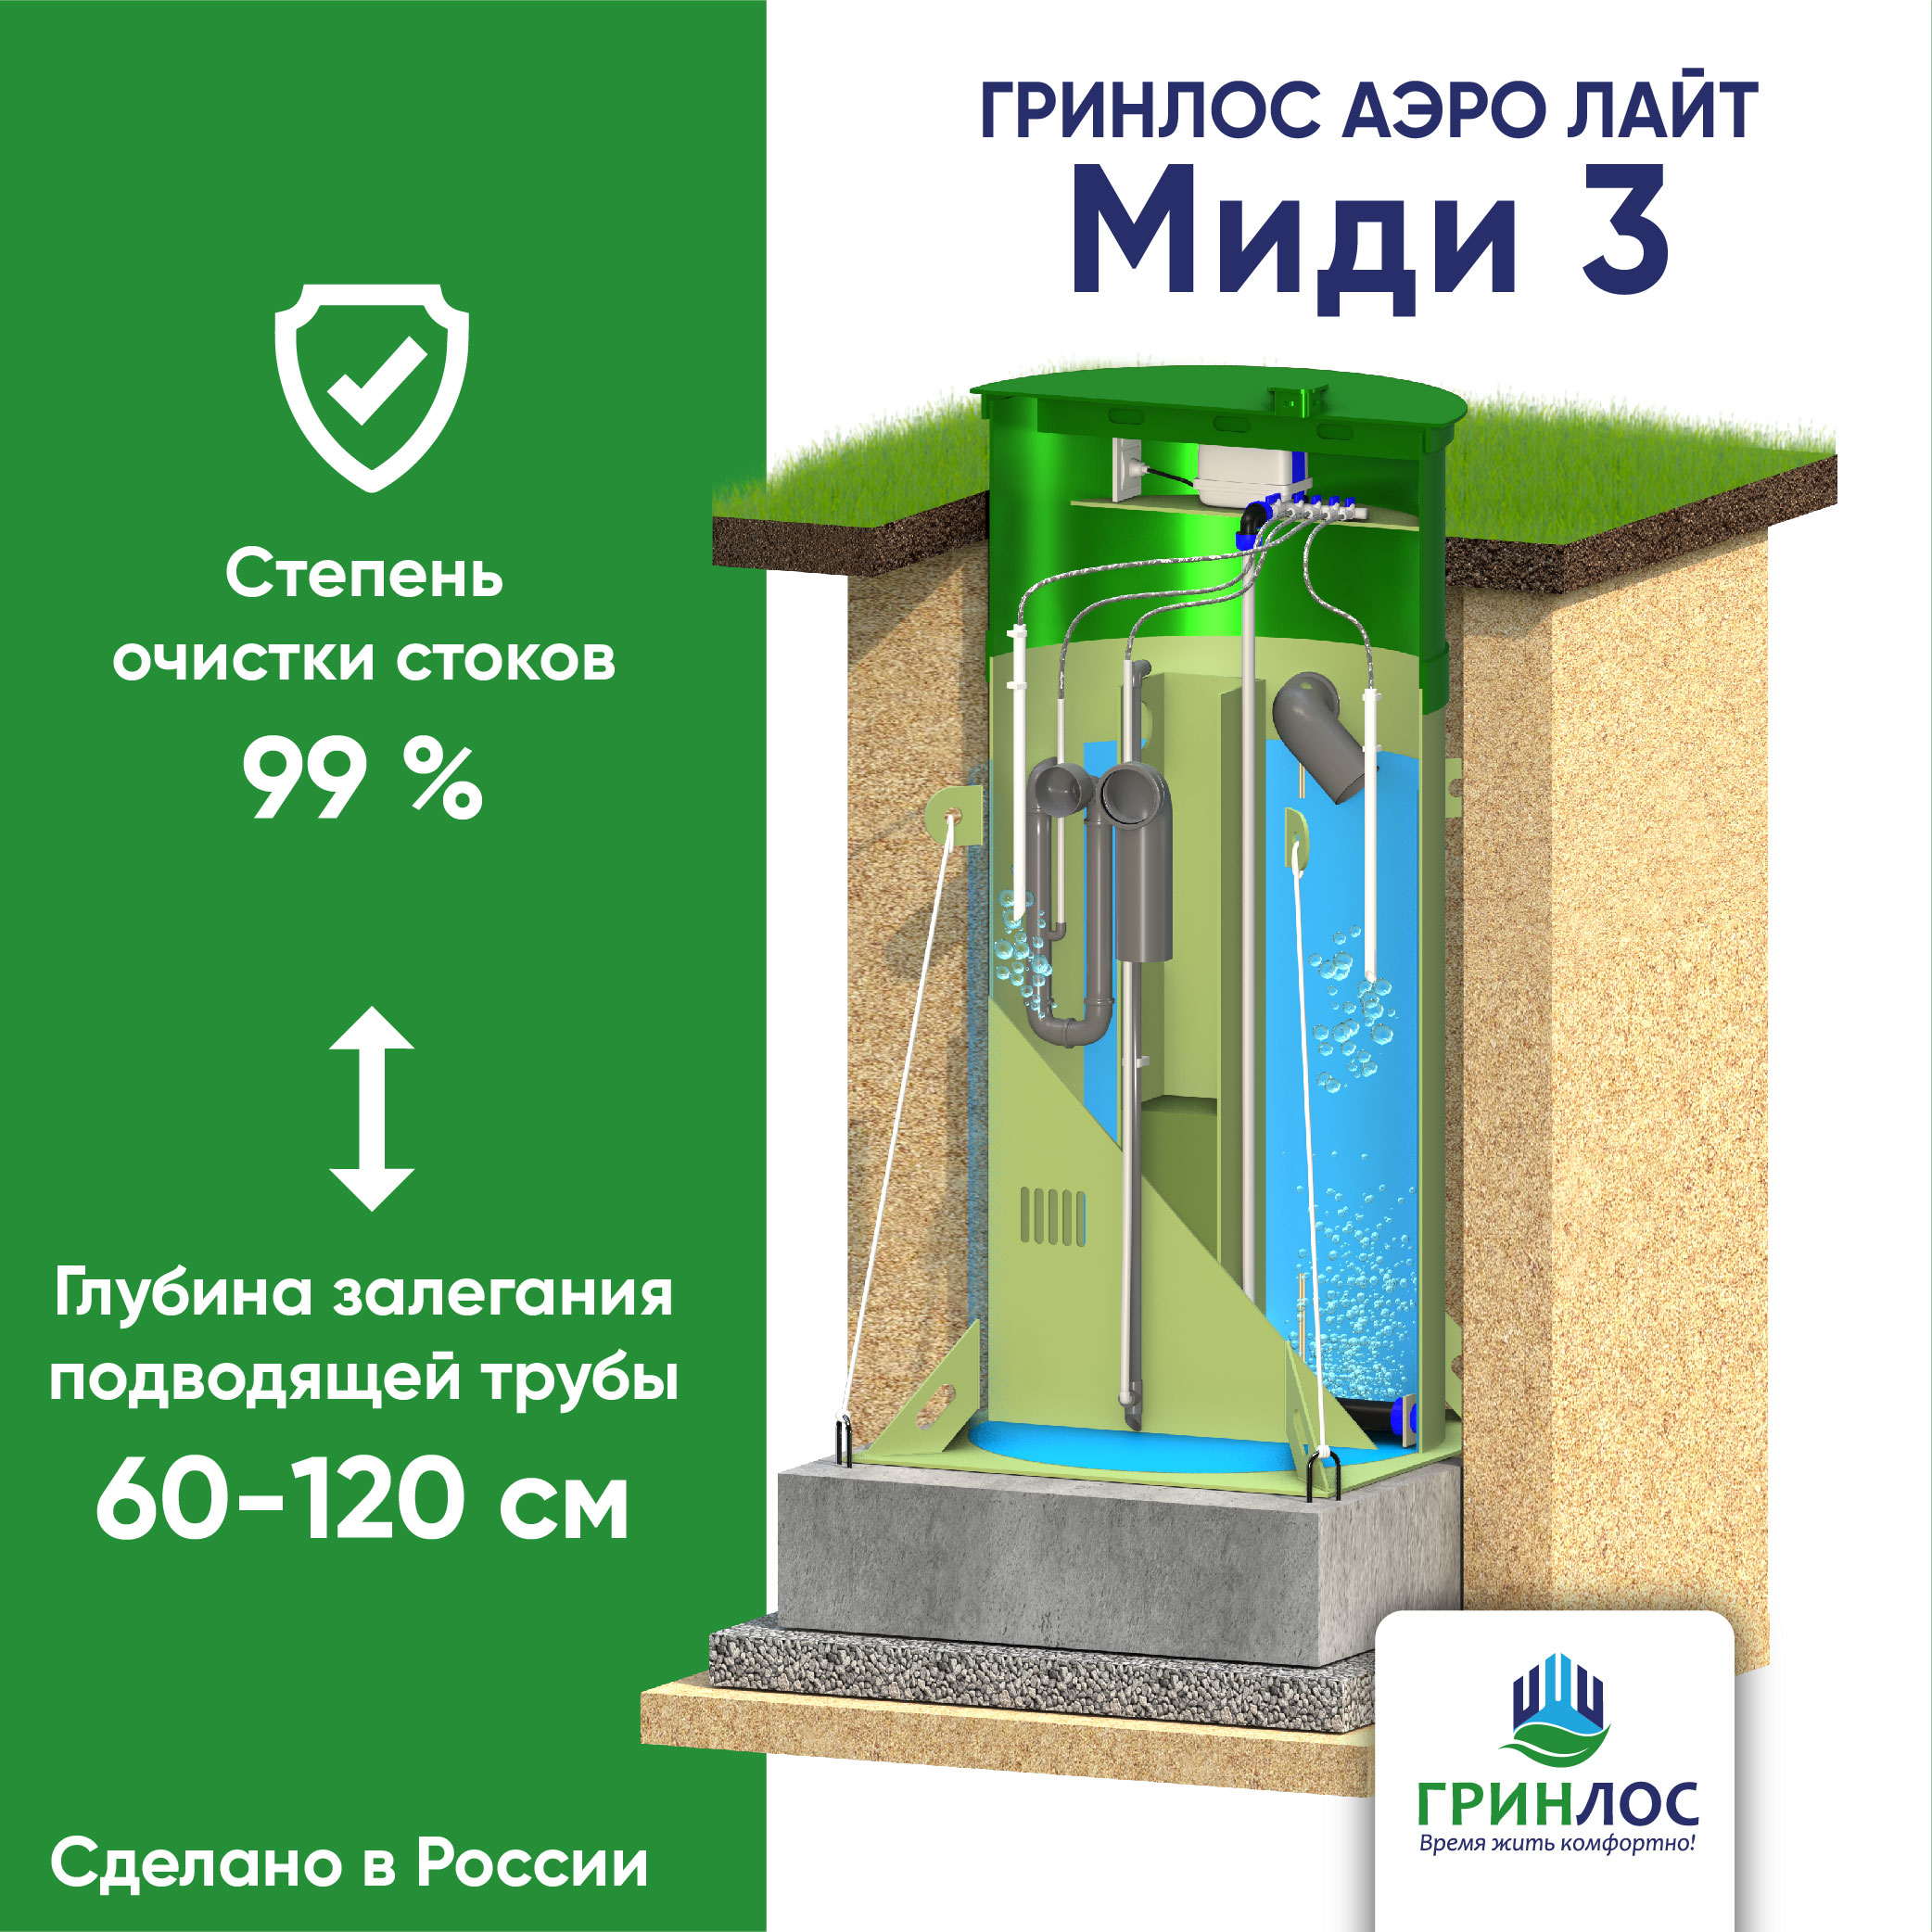 ГРИНЛОС АЭРО ЛАЙТ
Миди 3
Степень
очистки стоков
99 %
Глубина залегания
подводящей трубы
60-120 см
Сделано в России
ГРИНЛОС
Время жить комфортно!